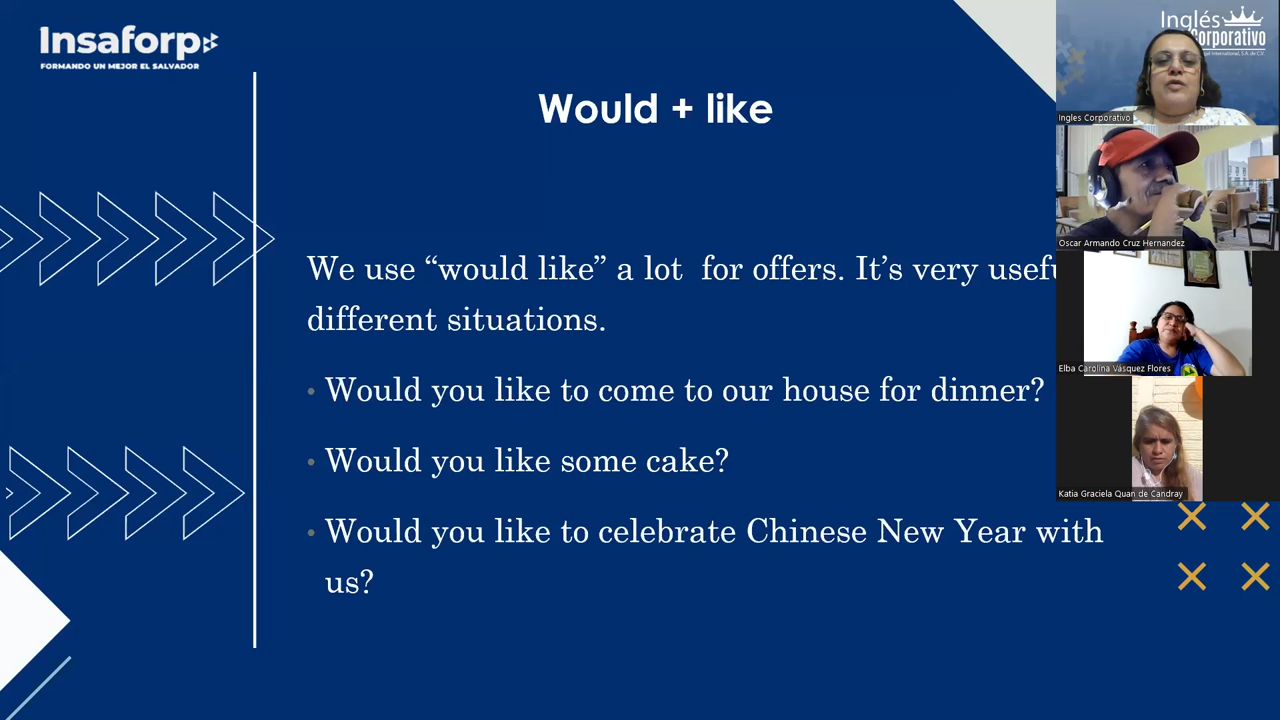 Insaforp
FORMANDO UN MEJOR EL SALVADOR
Would + like
We use “would like” a lot for offers. It’s very
different situations.
• Would you like to come to our house for dinner?
• Would you like some cake?
• Would you like to celebrate Chinese New Year with
us?
Inglés
Corporativo
Ingles Corporativo
Oscar Armando Cruz Hernandez
Elba Carolina Vásquez Flores
Katia Graciela Quan de Candray